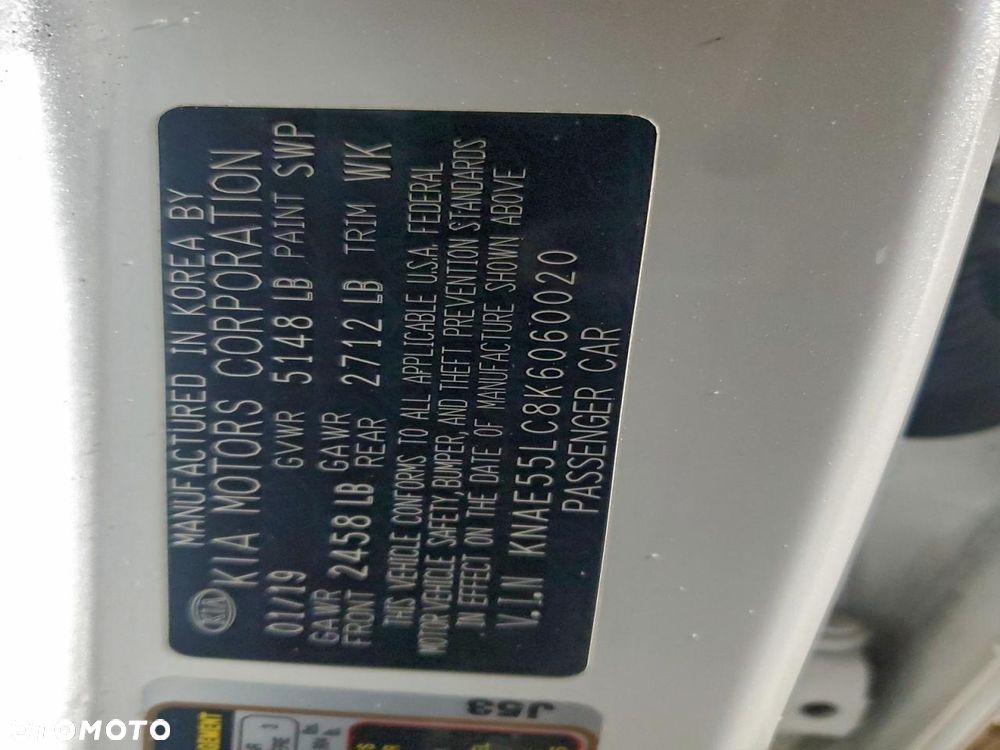 MANUFACTURED IN KOREA BY
KIA KIA MOTORS CORPORATION
01/19 GVWR 5148 LB PAINT SWP
GAWR FRONT 2458 LB GAWR REAR 2712 LB TRIM WK
THIS VEHICLE CONFORMS TO ALL APPLICABLE U.S.A. FEDERAL
MOTOR VEHICLE SAFETY, BUMPER, AND THEFT PREVENTION STANDARDS
IN EFFECT ON THE DATE OF MANUFACTURE SHOWN ABOVE
V.I.N KNAE55LC8K6060020
PASSENGER CAR
J53
OTOMOTO